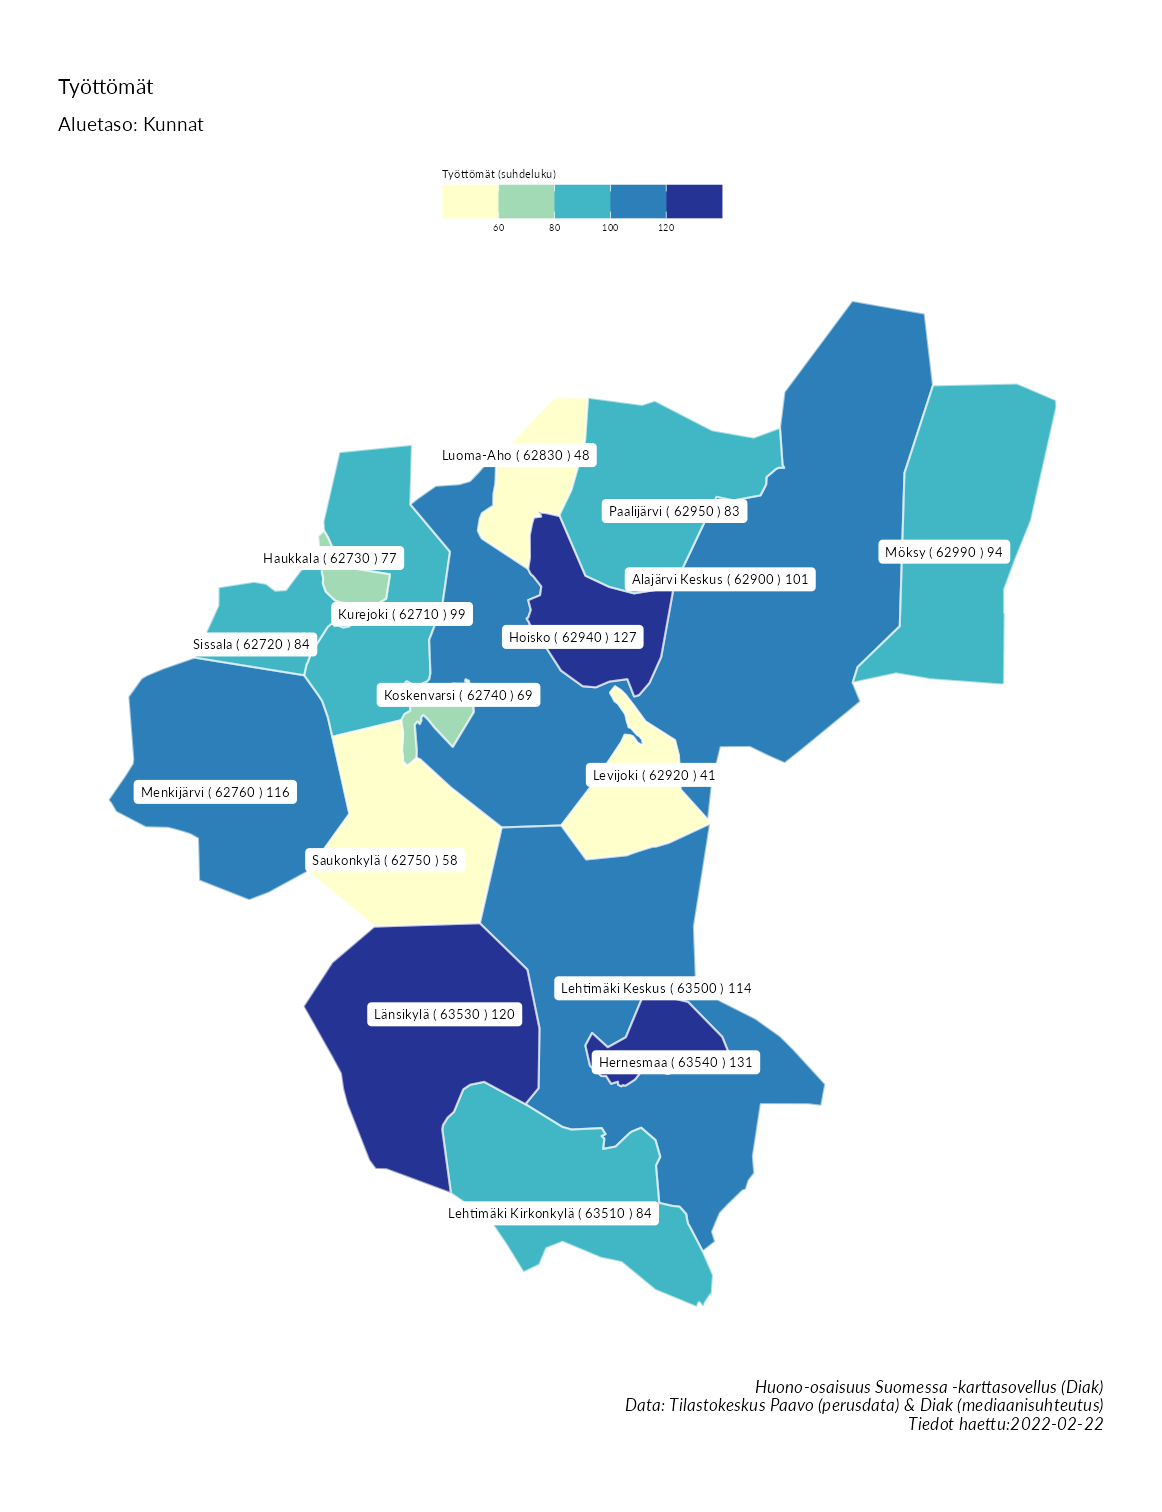 Työttömät
Aluetaso: Kunnat
Työttömät (suhdeluku)
60 80 100 120
Luoma-Aho ( 62830 ) 48
Paalijärvi ( 62950 ) 83
Möksy ( 62990 ) 94
Haukkala ( 62730 ) 77
Alajärvi Keskus ( 62900 ) 101
Kurejoki ( 62710 ) 99
Hoisko ( 62940 ) 127
Sissala ( 62720 ) 84
Koskenvarsi ( 62740 ) 69
Levijoki ( 62920 ) 41
Menkijärvi ( 62760 ) 116
Saukonkylä ( 62750 ) 58
Lehtimäki Keskus ( 63500 ) 114
Länsikylä ( 63530 ) 120
Hernesmaa ( 63540 ) 131
Lehtimäki Kirkonkylä ( 63510 ) 84
Huono-osaisuus Suomessa -karttasovellus (Diak)
Data: Tilastokeskus Paavo (perusdata) & Diak (mediaanisuhteutus)
Tiedot haettu:2022-02-22